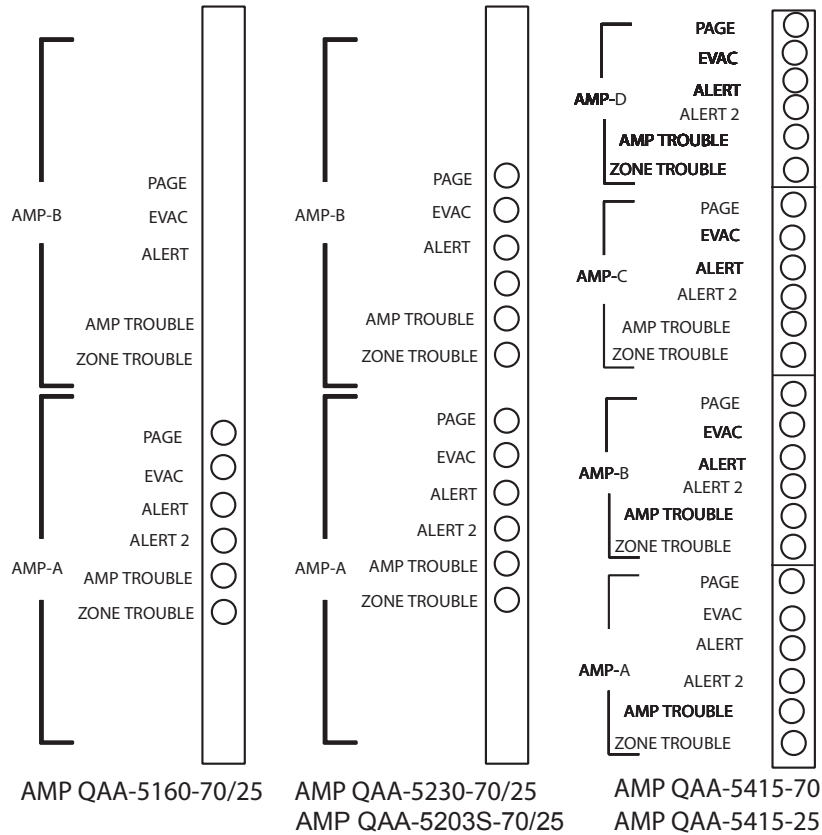 AMP-B
PAGE
EVAC
ALERT
AMP TROUBLE
ZONE TROUBLE
AMP-A
PAGE
EVAC
ALERT
ALERT 2
AMP TROUBLE
ZONE TROUBLE
AMP QAA-5160-70/25
AMP-B
PAGE
EVAC
ALERT
AMP TROUBLE
ZONE TROUBLE
AMP-A
PAGE
EVAC
ALERT
ALERT 2
AMP TROUBLE
ZONE TROUBLE
AMP QAA-5230-70/25
AMP QAA-5203S-70/25
AMP-D
PAGE
EVAC
ALERT
ALERT 2
AMP TROUBLE
ZONE TROUBLE
AMP-C
PAGE
EVAC
ALERT
ALERT 2
AMP TROUBLE
ZONE TROUBLE
AMP-B
PAGE
EVAC
ALERT
ALERT 2
AMP TROUBLE
ZONE TROUBLE
AMP-A
PAGE
EVAC
ALERT
ALERT 2
AMP TROUBLE
ZONE TROUBLE
AMP QAA-5415-70
AMP QAA-5415-25